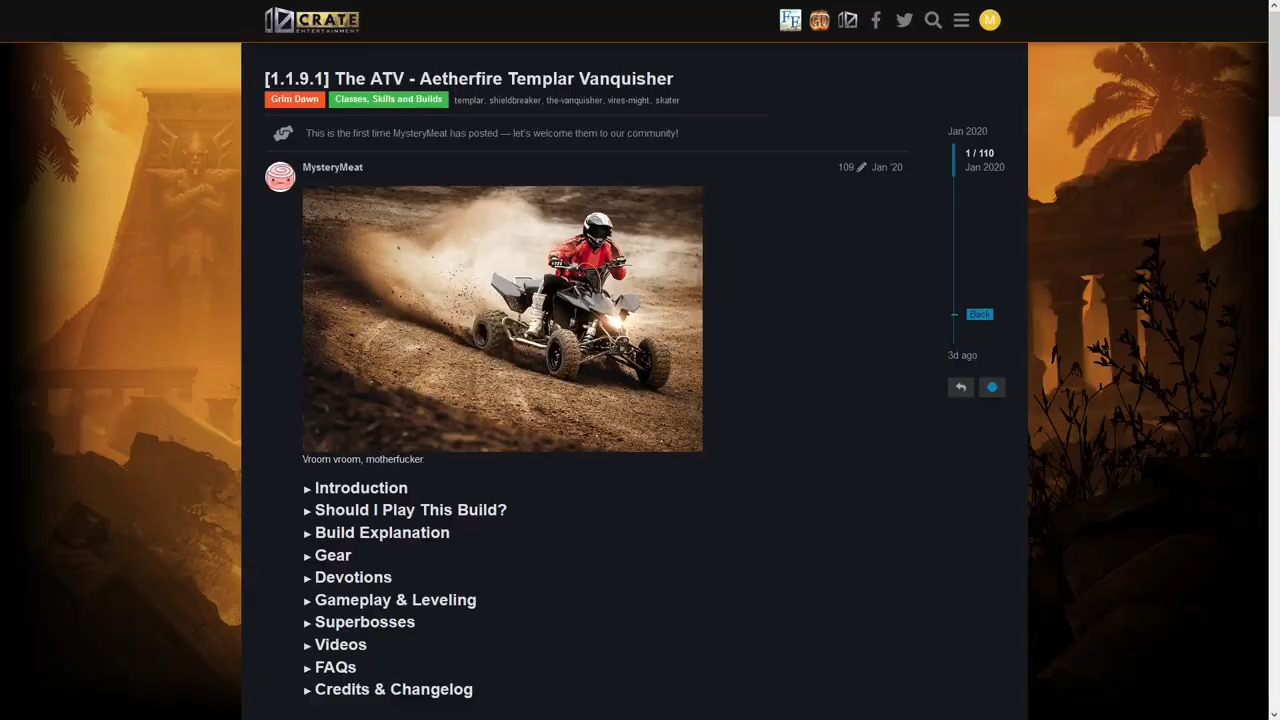 CRATE
ENTERTAINMENT
FF
GD
M
[1.1.9.1] The ATV - Aetherfire Templar Vanquisher
Grim Dawn Classes, Skills and Builds templar, shieldbreaker, the-vanquisher, vires-might, skater
This is the first time MysteryMeat has posted — let's welcome them to our community!
Jan 2020
1 / 110
Jan 2020
Back
3d ago
MysteryMeat 109 Jan '20
Vroom vroom, motherfucker
► Introduction
► Should I Play This Build?
► Build Explanation
► Gear
► Devotions
► Gameplay & Leveling
► Superbosses
► Videos
► FAQs
► Credits & Changelog